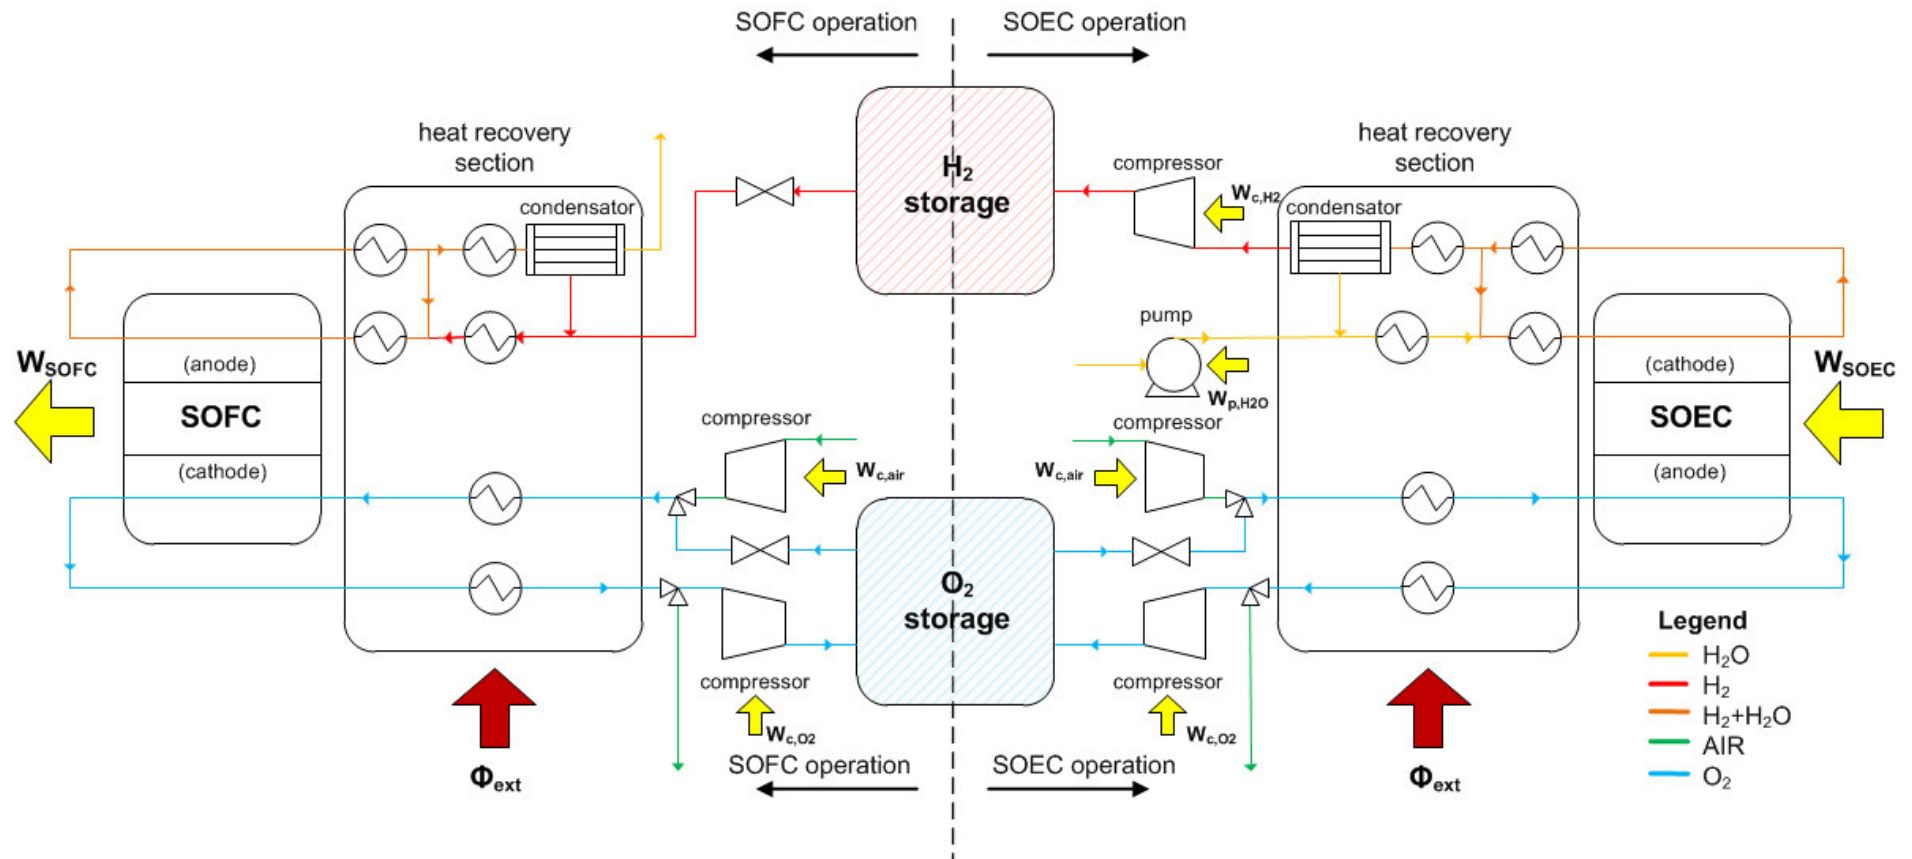 SOFC operation
SOEC operation
heat recovery
section
heat recovery
section
compressor
H2
storage
Wc,H2
condensator
condensator
pump
Wp,H2O
WSOFC
(anode)
SOFC
(cathode)
WSOEC
(cathode)
SOEC
(anode)
compressor
Wc,air
compressor
Wc,air
O2
storage
compressor
Wc,O2
compressor
Wc,O2
Φext
Φext
SOFC operation
SOEC operation
Legend
H2O
H2
H2+H2O
AIR
O2